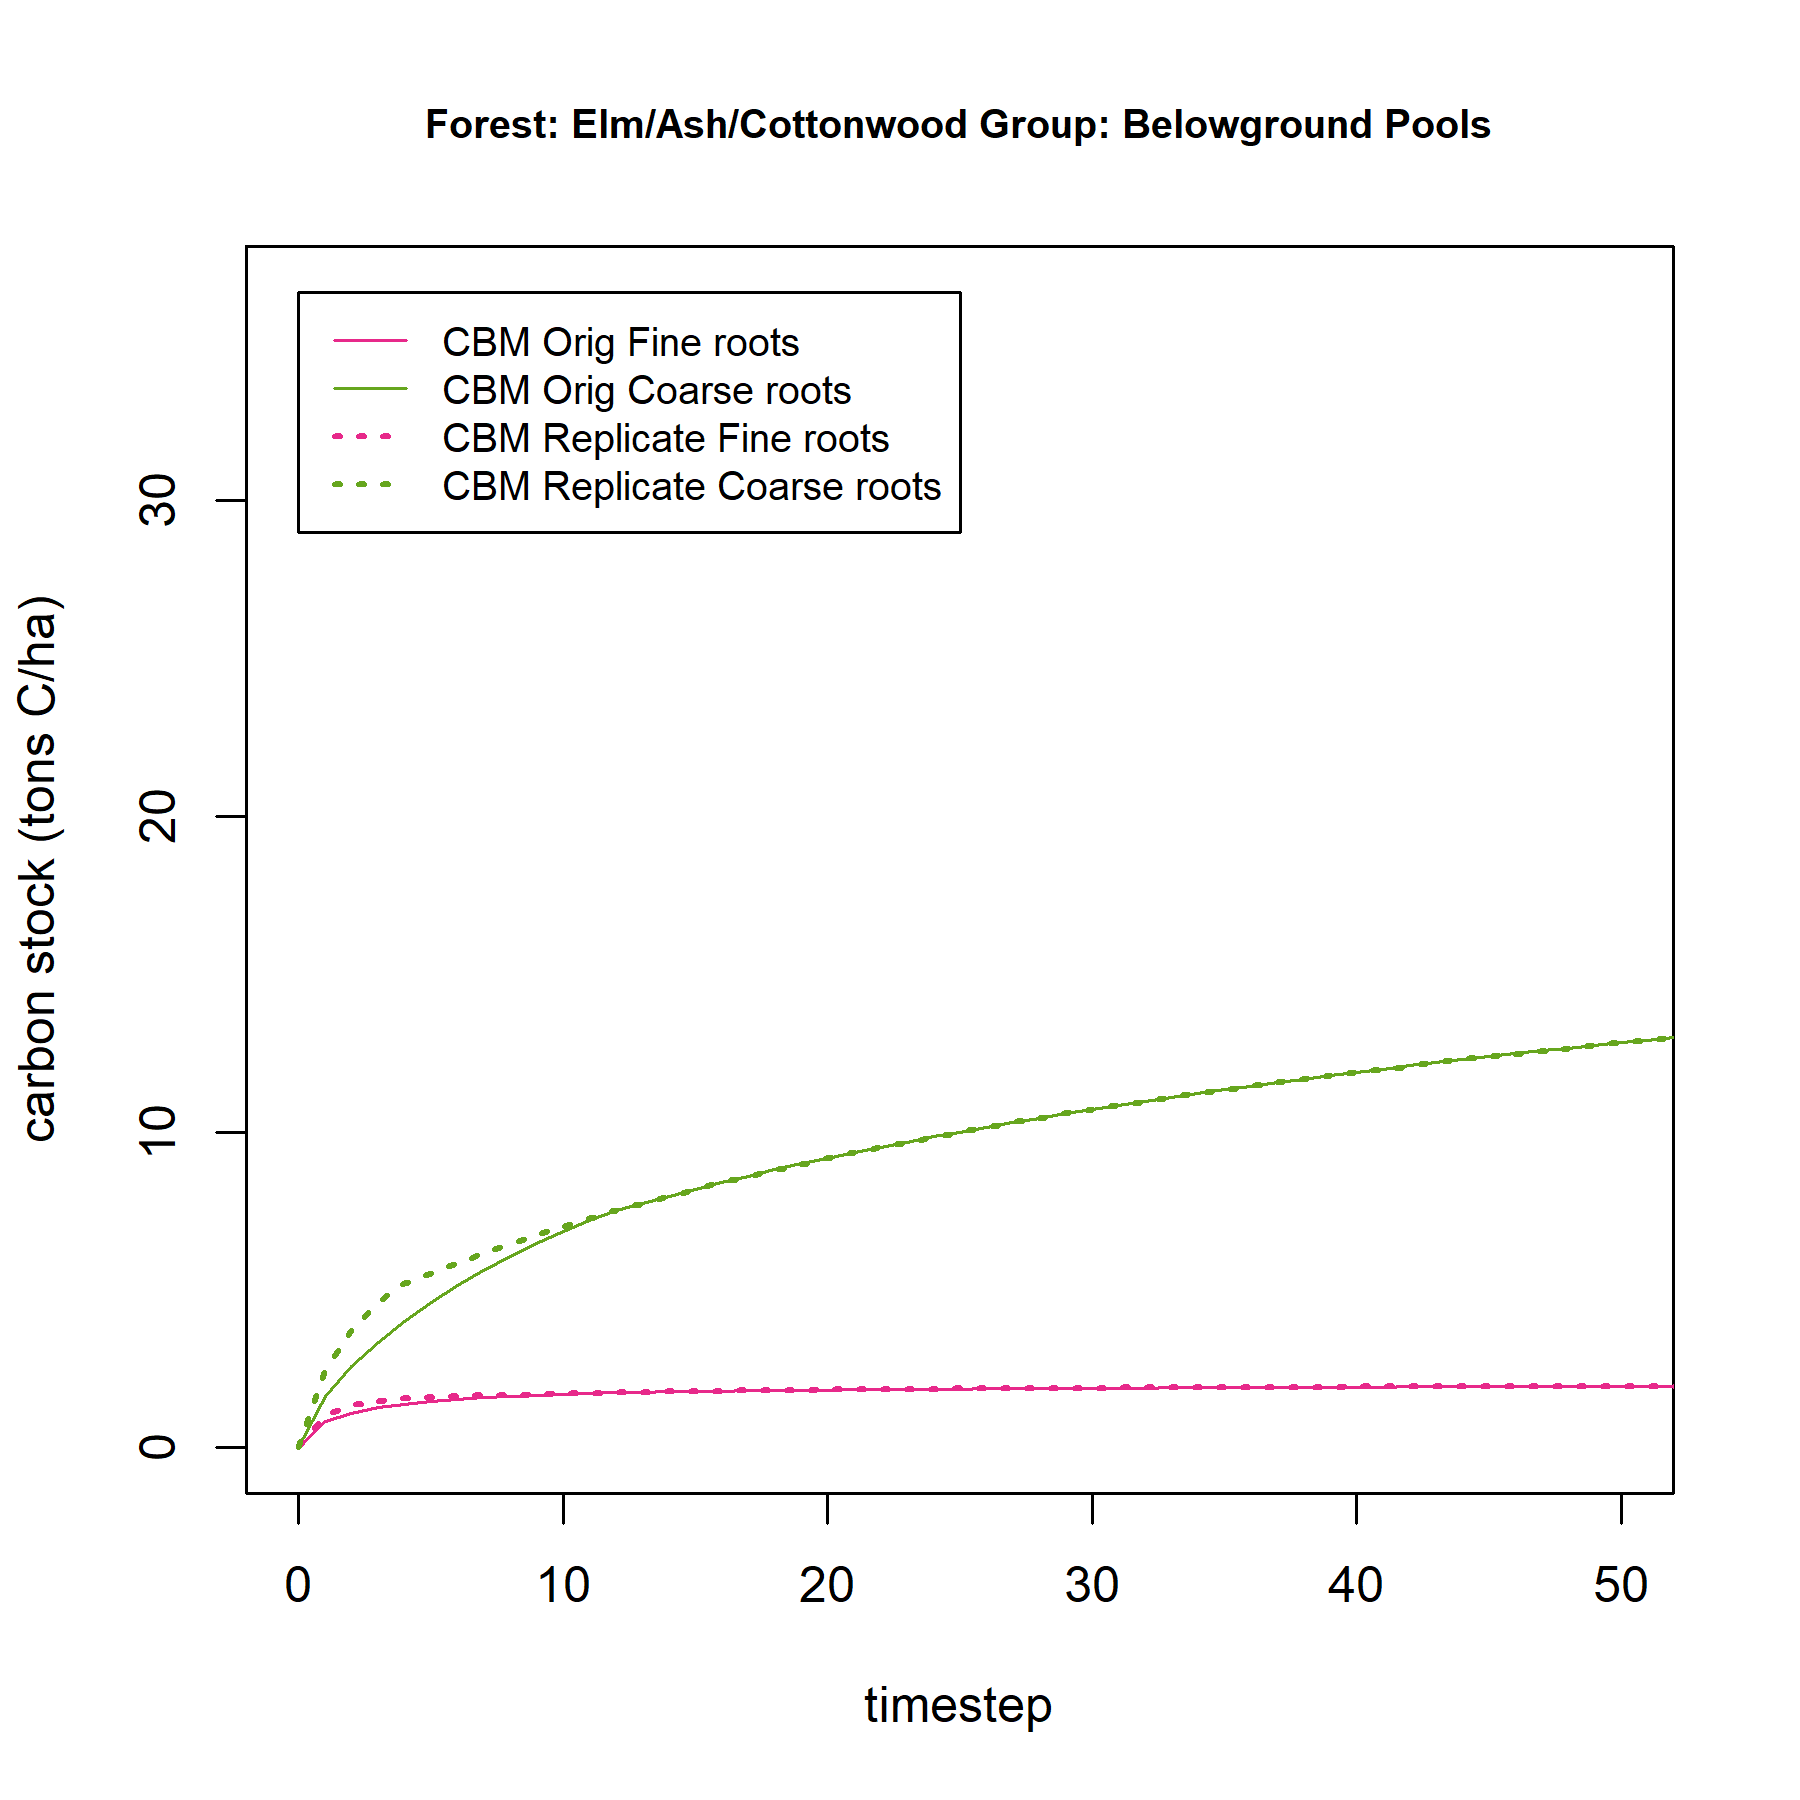 Forest: Elm/Ash/Cottonwood Group: Belowground Pools
CBM Orig Fine roots
CBM Orig Coarse roots
CBM Replicate Fine roots
CBM Replicate Coarse roots
carbon stock (tons C/ha)
30
20
10
0
0 10 20 30 40 50
timestep